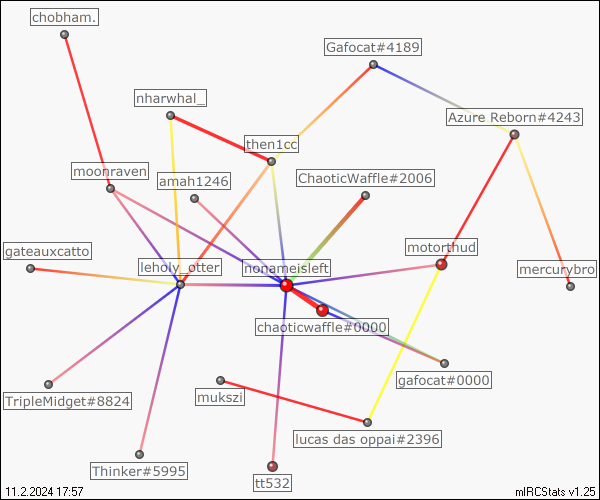 chobham.
Gafocat#4189
nharwhal_
Azure Reborn#4243
then1cc
moonraven
amah1246
ChaoticWaffle#2006
gateauxcatto
leholy_otter
nonameisleft
motorthud
mercurybro
chaoticwaffle#0000
gafocat#0000
TripleMidget#8824
mukszi
lucas das oppai#2396
Thinker#5995
tt532
11.2.2024 17:57
mIRCStats v1.25